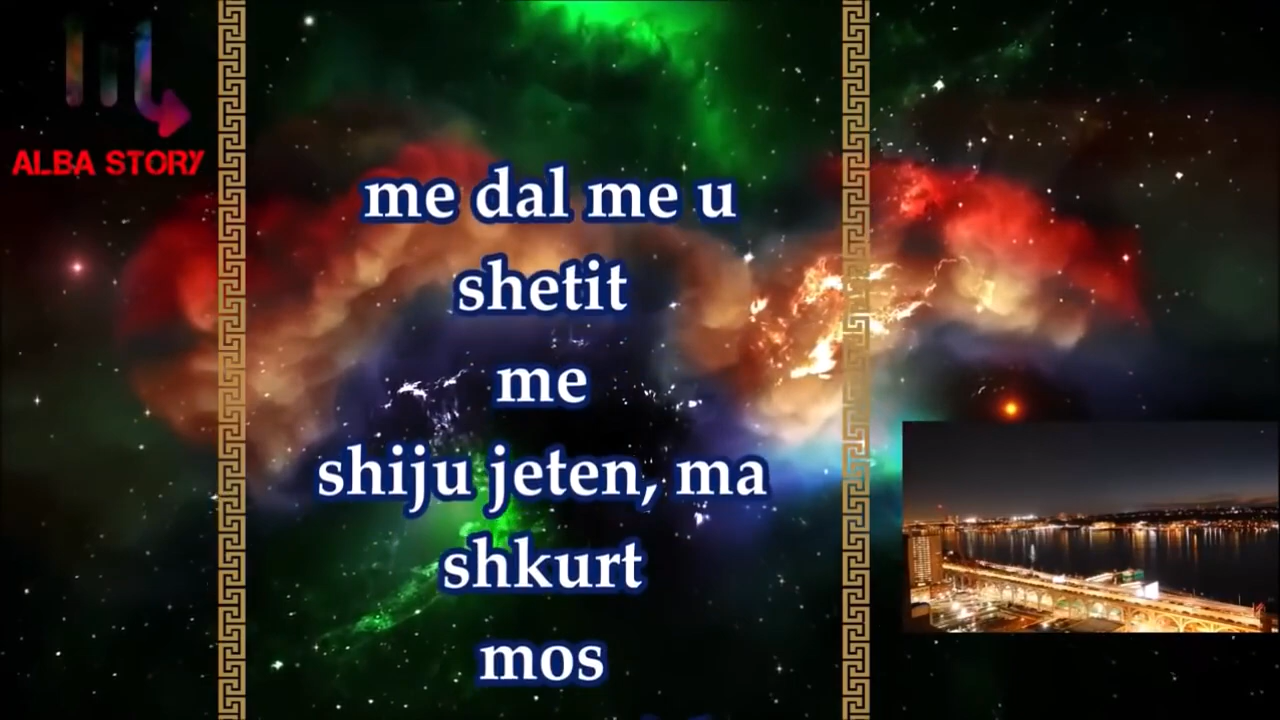 ALBA STORY
me dal me u
shetit
me
shiju jeten, ma
shkurt
mos